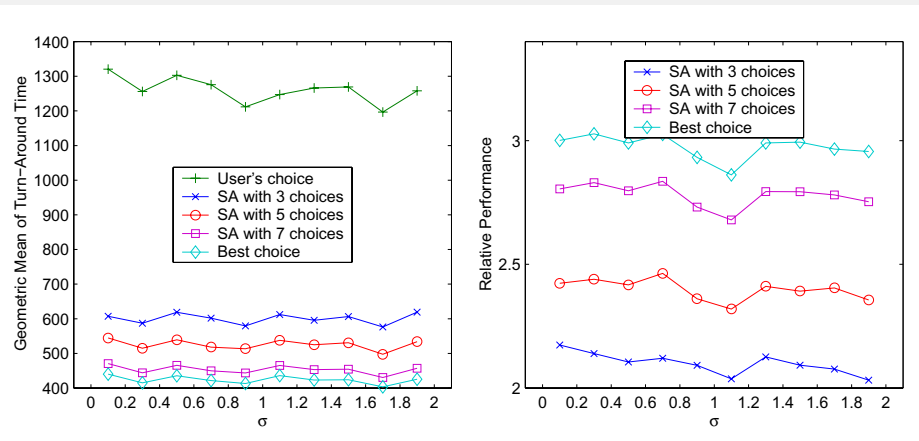 1400
1300
1200
1100
1000
900
800
700
600
500
400
Geometric Mean of Turn-Around Time
User's choice
SA with 3 choices
SA with 5 choices
SA with 7 choices
Best choice
0 0.2 0.4 0.6 0.8 1 1.2 1.4 1.6 1.8 2
σ
3
2.5
2
Relative Performance
SA with 3 choices
SA with 5 choices
SA with 7 choices
Best choice
0 0.2 0.4 0.6 0.8 1 1.2 1.4 1.6 1.8 2
σ